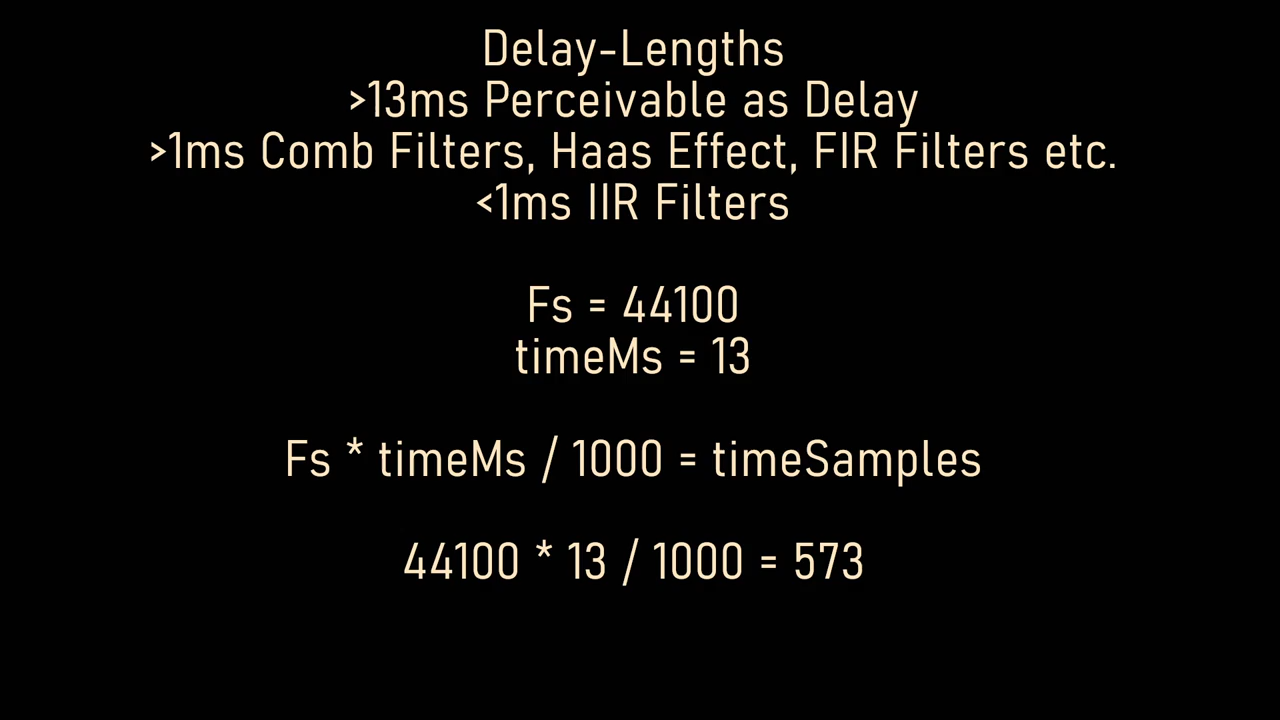 Delay-Lengths
>13ms Perceivable as Delay
>1ms Comb Filters, Haas Effect, FIR Filters etc.
<1ms IIR Filters
Fs = 44100
timeMs = 13
Fs * timeMs / 1000 = timeSamples
44100 * 13 / 1000 = 573